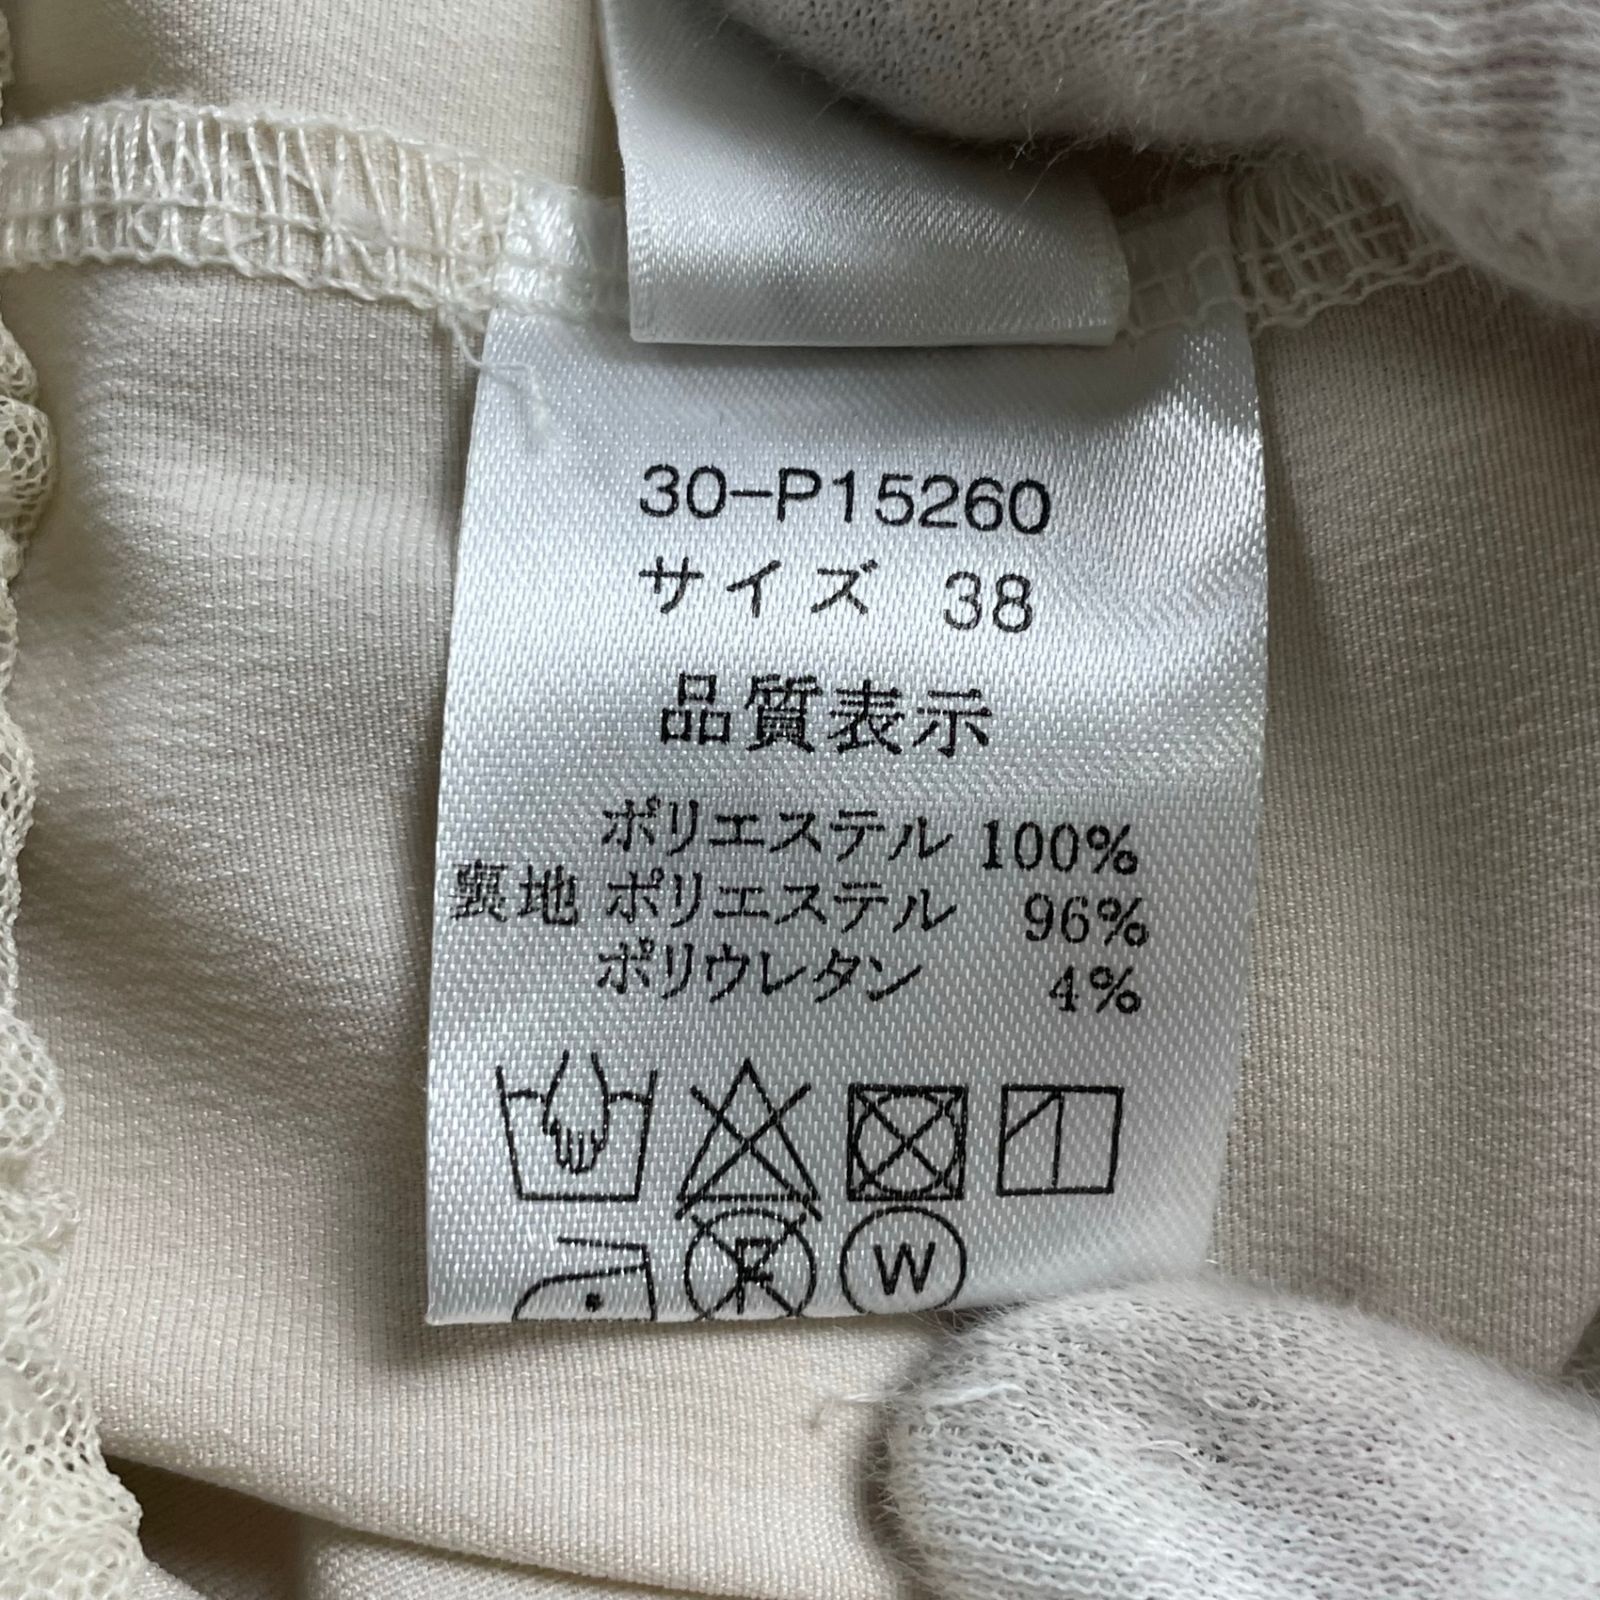 30-P15260
サイズ 38
品質表示
ポリエステル 100%
裏地 ポリエステル 96%
ポリウレタン 4%
F W